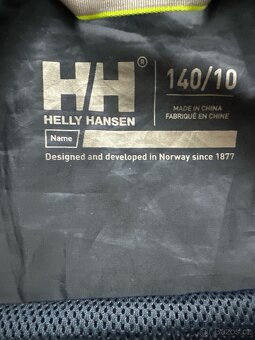 HH®
140/10
HELLY HANSEN
MADE IN CHINA
FABRIQUÉ EN CHINE
Name
Designed and developed in Norway since 1877